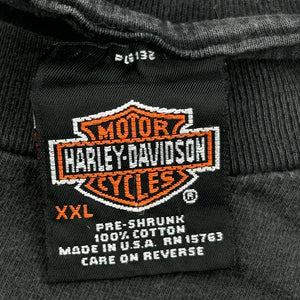 MOTOR
HARLEY-DAVIDSON
CYCLES
®
XXL
PRE-SHRUNK
100% COTTON
MADE IN U.S.A. RN 15763
CARE ON REVERSE